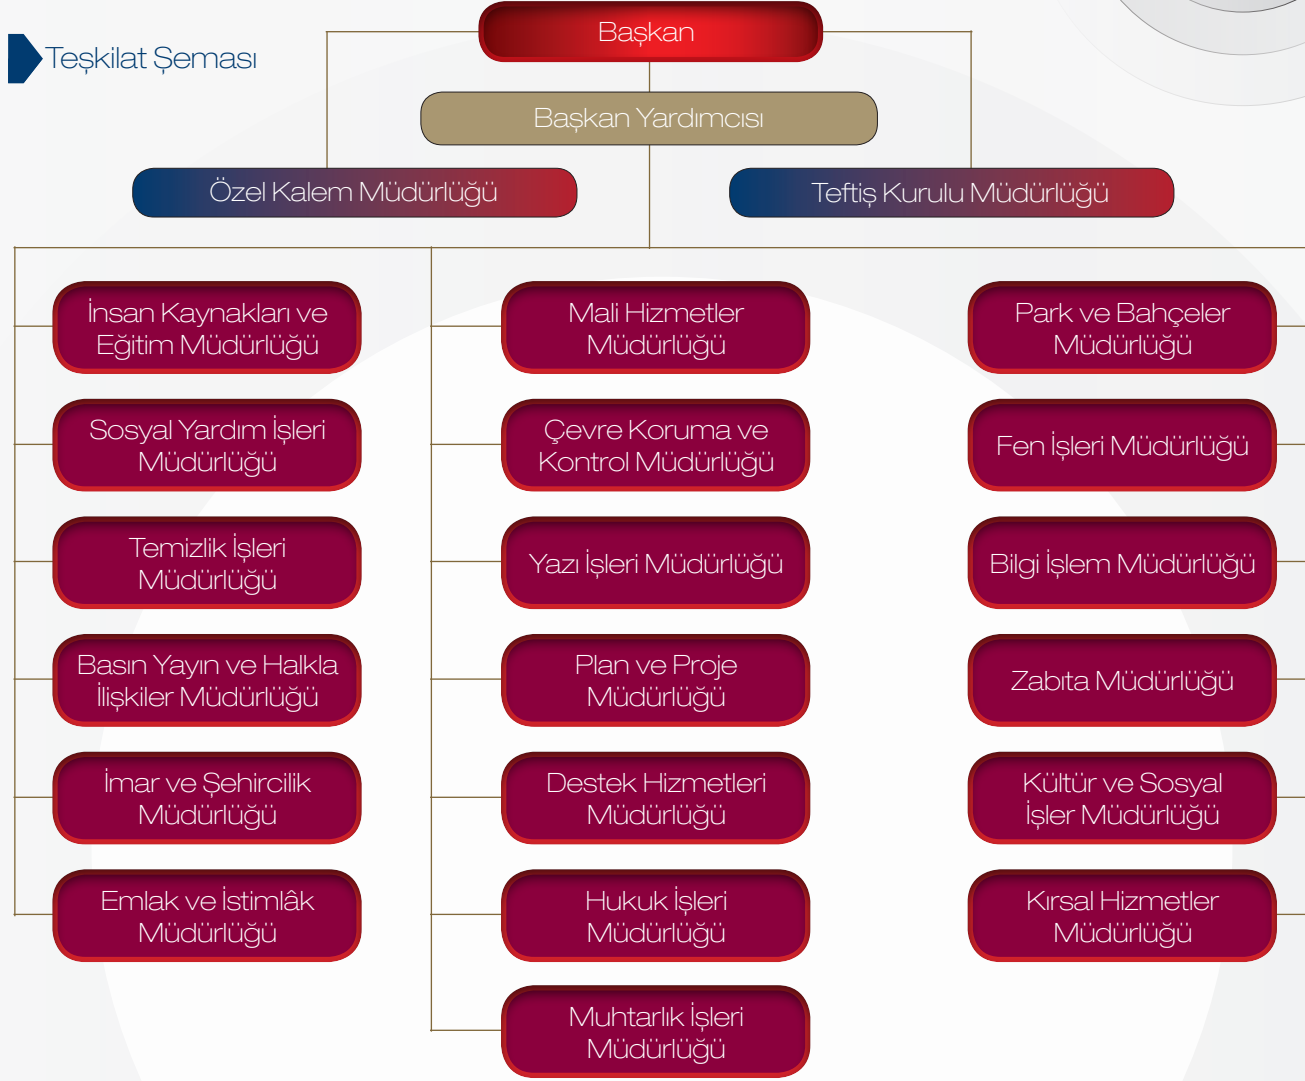 Teşkilat Şeması
Başkan
Başkan Yardımcısı
Özel Kalem Müdürlüğü
Teftiş Kurulu Müdürlüğü
İnsan Kaynakları ve
Eğitim Müdürlüğü
Sosyal Yardım İşleri
Müdürlüğü
Temizlik İşleri
Müdürlüğü
Basın Yayın ve Halkla
İlişkiler Müdürlüğü
İmar ve Şehircilik
Müdürlüğü
Emlak ve İstimlâk
Müdürlüğü
Mali Hizmetler
Müdürlüğü
Çevre Koruma ve
Kontrol Müdürlüğü
Yazı İşleri Müdürlüğü
Plan ve Proje
Müdürlüğü
Destek Hizmetleri
Müdürlüğü
Hukuk İşleri
Müdürlüğü
Muhtarlık İşleri
Müdürlüğü
Park ve Bahçeler
Müdürlüğü
Fen İşleri Müdürlüğü
Bilgi İşlem Müdürlüğü
Zabıta Müdürlüğü
Kültür ve Sosyal
İşler Müdürlüğü
Kırsal Hizmetler
Müdürlüğü